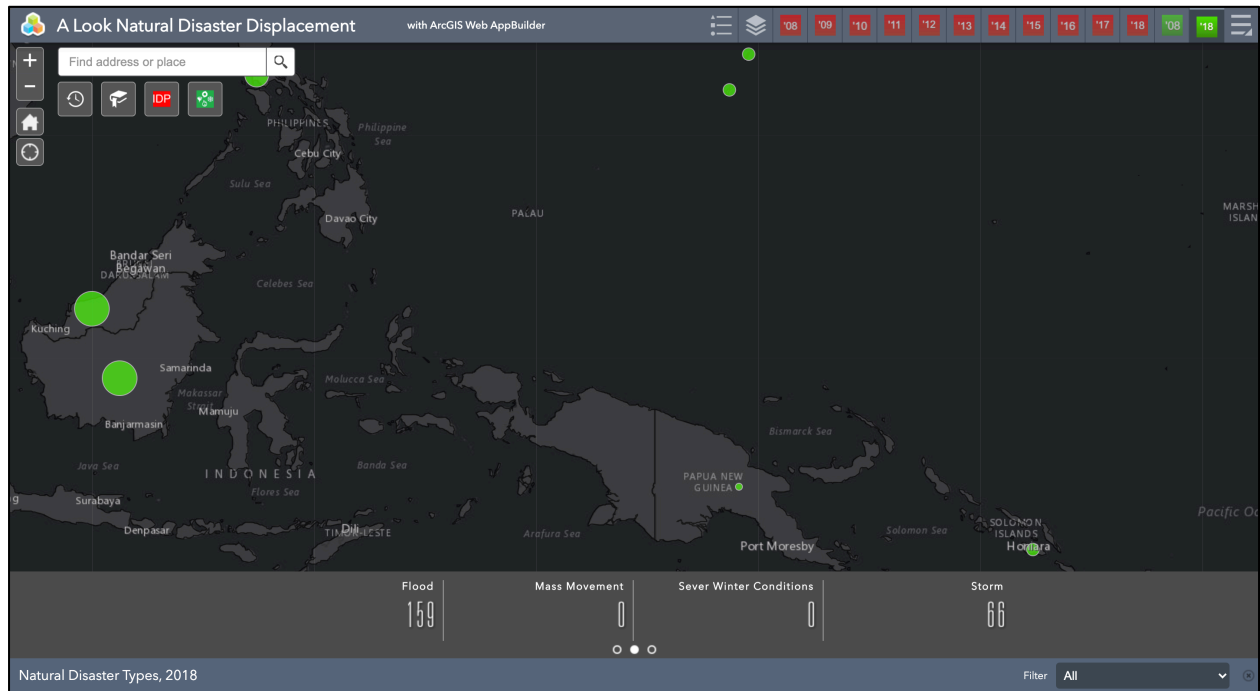 A Look Natural Disaster Displacement
with ArcGIS Web AppBuilder
'08 '09 '10 '11 '12 '13 '14 '15 '16 '17 '18 '08 '18
+
Find address or place
−
IDP
PHILIPPINES
Philippine
Sea
Cebu City
Sulu Sea
Davao City
PALAU
MARSH
ISLAN
Bandar Seri
Begawan
Celebes Sea
Kuching
Samarinda
Molucca Sea
Makassar
Strait
Mamuju
Banjarmasin
Bismarck Sea
Java Sea
INDONESIA
Banda Sea
PAPUA NEW
GUINEA
Flores Sea
Surabaya
Pacific Oc
Denpasar
Dili
TIMOR-LESTE
Arafura Sea
Port Moresby
Solomon Sea
SOLOMON
ISLANDS
Honiara
Flood
159
Mass Movement
0
Sever Winter Conditions
0
Storm
66
Natural Disaster Types, 2018
Filter All